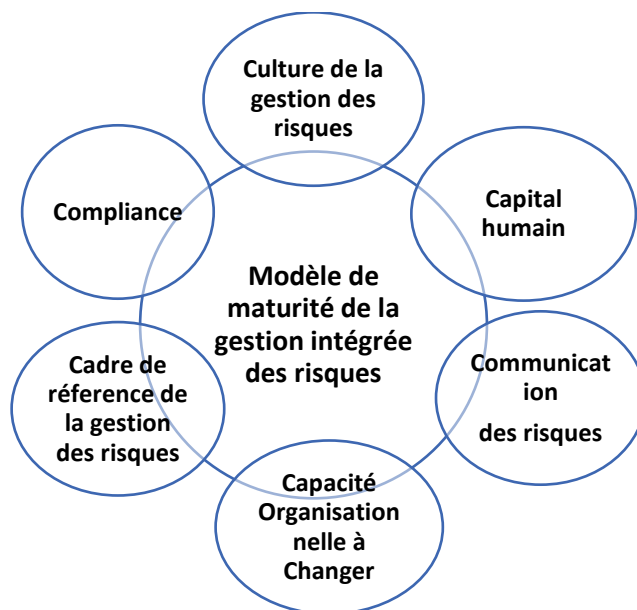 Culture de la
gestion des
risques
Capital
humain
Communicat
ion
des risques
Capacité
Organisation
nelle à
Changer
Cadre de
réference de
la gestion
des risques
Compliance
Modèle de
maturité de la
gestion intégrée
des risques